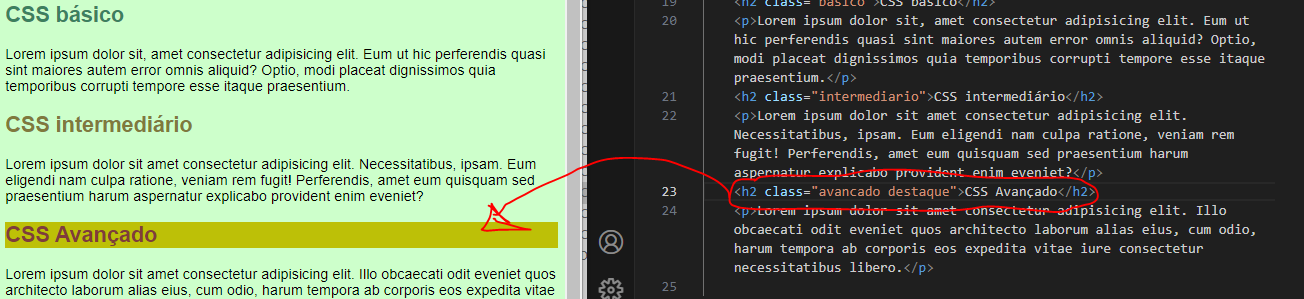 CSS básico
Lorem ipsum dolor sit, amet consectetur adipisicing elit. Eum ut hic perferendis quasi
sint maiores autem error omnis aliquid? Optio, modi placeat dignissimos quia
temporibus corrupti tempore esse itaque praesentium.
CSS intermediário
Lorem ipsum dolor sit amet consectetur adipisicing elit. Necessitatibus, ipsam. Eum
eligendi nam culpa ratione, veniam rem fugit! Perferendis, amet eum quisquam sed
praesentium harum aspernatur explicabo provident enim eveniet?
CSS Avançado
Lorem ipsum dolor sit amet consectetur adipisicing elit. Illo obcaecati odit eveniet quos
architecto laborum alias eius, cum odio, harum tempora ab corporis eos expedita vitae
19 <h2 class="basico">CSS básico</h2>
20 <p>Lorem ipsum dolor sit, amet consectetur adipisicing elit. Eum ut
hic perferendis quasi sint maiores autem error omnis aliquid? Optio,
modi placeat dignissimos quia temporibus corrupti tempore esse itaque
praesentium.</p>
21 <h2 class="intermediario">CSS intermediário</h2>
22 <p>Lorem ipsum dolor sit amet consectetur adipisicing elit.
Necessitatibus, ipsam. Eum eligendi nam culpa ratione, veniam rem
fugit! Perferendis, amet eum quisquam sed praesentium harum
aspernatur explicabo provident enim eveniet?</p>
23 <h2 class="avancado destaque">CSS Avançado</h2>
24 <p>Lorem ipsum dolor sit amet consectetur adipisicing elit. Illo
obcaecati odit eveniet quos architecto laborum alias eius, cum odio,
harum tempora ab corporis eos expedita vitae iure consectetur
necessitatibus libero.</p>
25